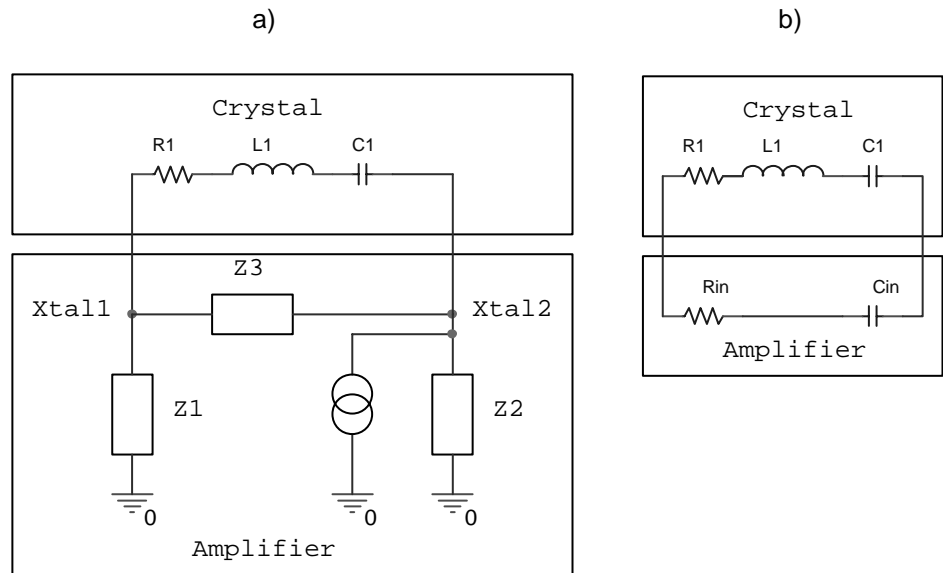 a)
b)
Crystal
R1
L1
C1
Crystal
R1
L1
C1
Z3
Xtal1
Xtal2
Z1
Z2
0
0
0
Amplifier
Rin
Cin
Amplifier